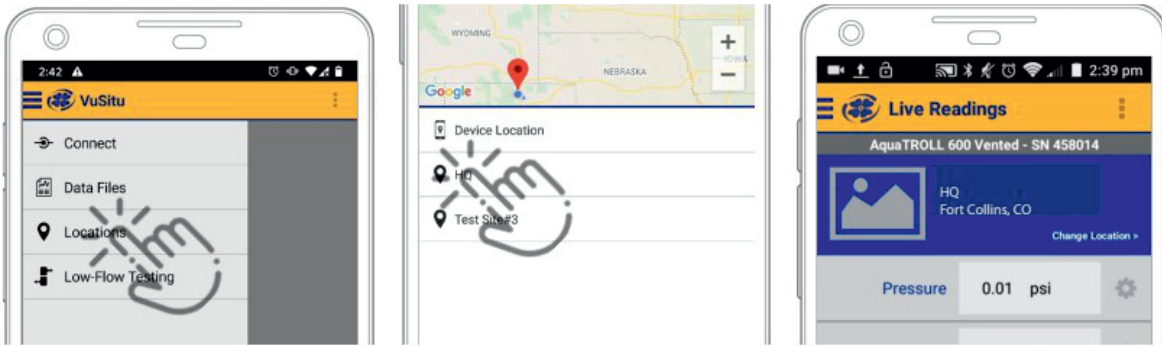 2:42
VuSitu
Connect
Data Files
Locations
Low-Flow Testing
WYOMING
NEBRASKA
IOWA
+
−
Google
Device Location
HQ
Test Site#3
2:39 pm
Live Readings
AquaTROLL 600 Vented - SN 458014
HQ
Fort Collins, CO
Change Location >
Pressure 0.01 psi